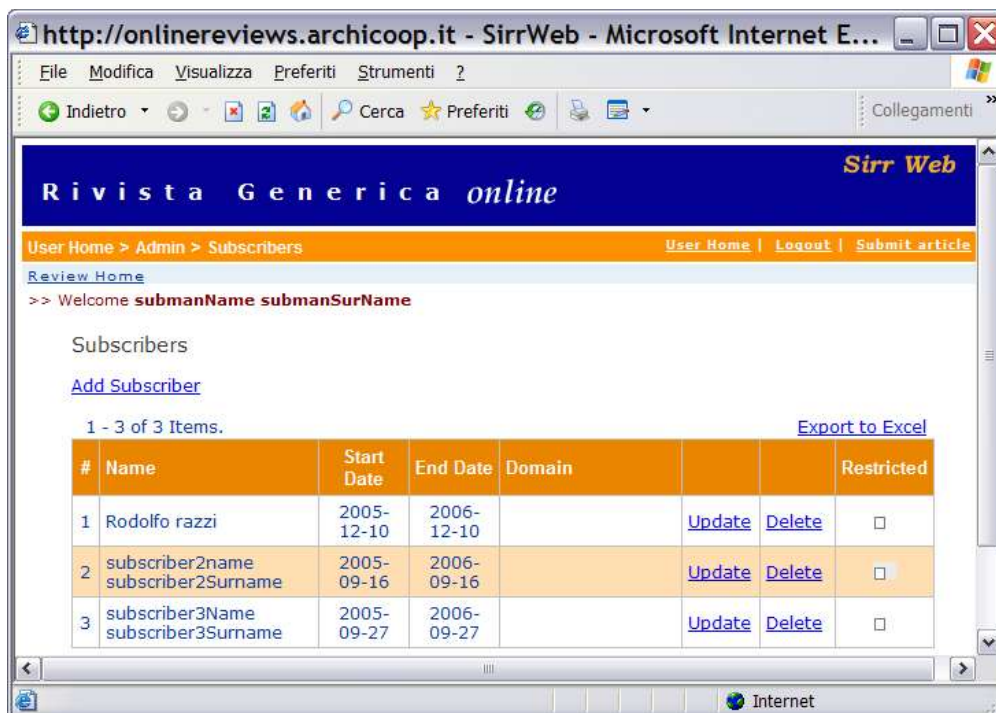 http://onlinereviews.archicoop.it - SirrWeb - Microsoft Internet E...
File Modifica Visualizza Preferiti Strumenti ?
Indietro Cerca Preferiti Collegamenti »
Sirr Web
Rivista Generica online
User Home > Admin > Subscribers User Home | Logout | Submit article
Review Home
>> Welcome submanName submanSurName
Subscribers
Add Subscriber
1 - 3 of 3 Items. Export to Excel
# Name Start Date End Date Domain Restricted
1 Rodolfo razzi 2005-12-10 2006-12-10 Update Delete
2 subscriber2name subscriber2Surname 2005-09-16 2006-09-16 Update Delete
3 subscriber3Name subscriber3Surname 2005-09-27 2006-09-27 Update Delete
Internet